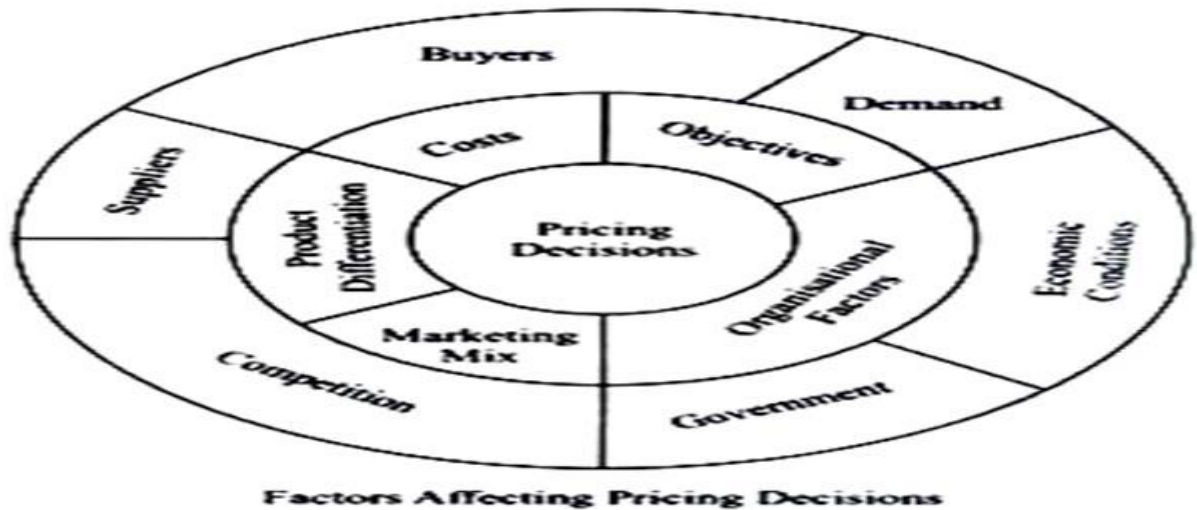 Buyers
Demand
Suppliers
Costs
Objectives
Product
Differentiation
Pricing
Decisions
Economic
Conditions
Organisational
Factors
Marketing
Mix
Competition
Government
Factors Affecting Pricing Decisions